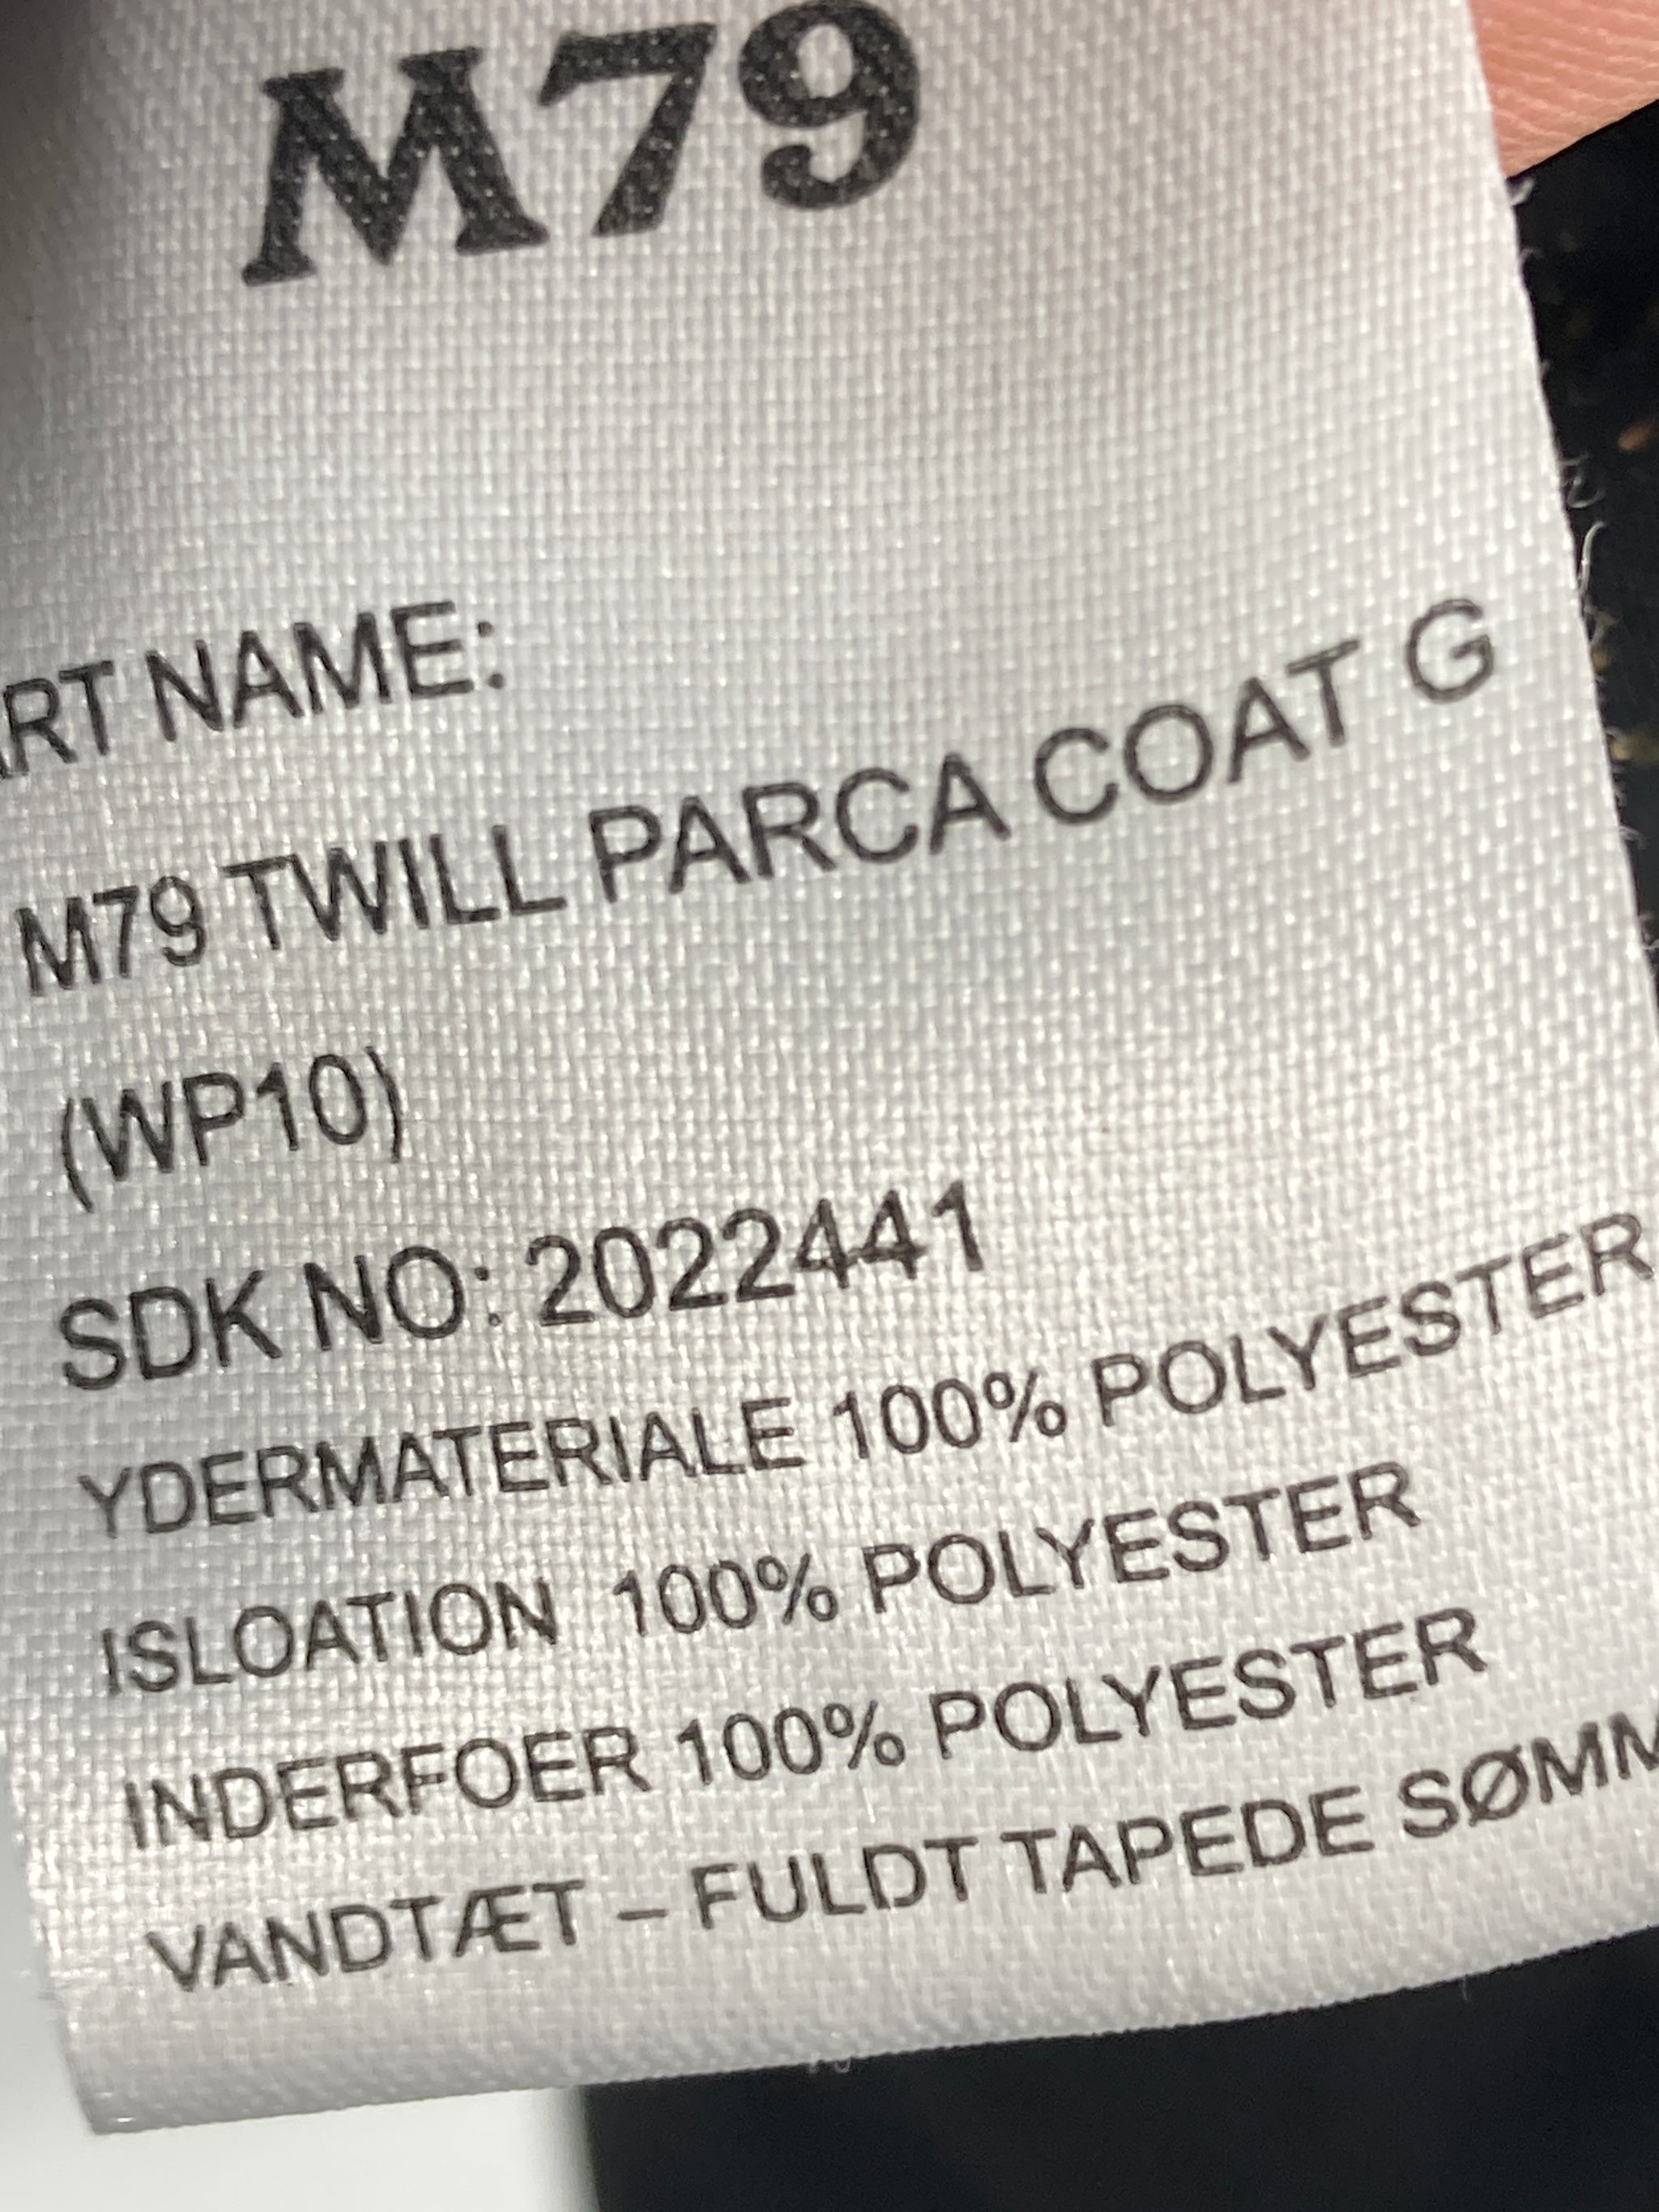 M79
ART NAME:
M79 TWILL PARCA COAT G
(WP10)
SDK NO: 2022441
YDERMATERIALE 100% POLYESTER
ISLOATION 100% POLYESTER
INDERFOER 100% POLYESTER
VANDTÆT – FULDT TAPEDE SØMM